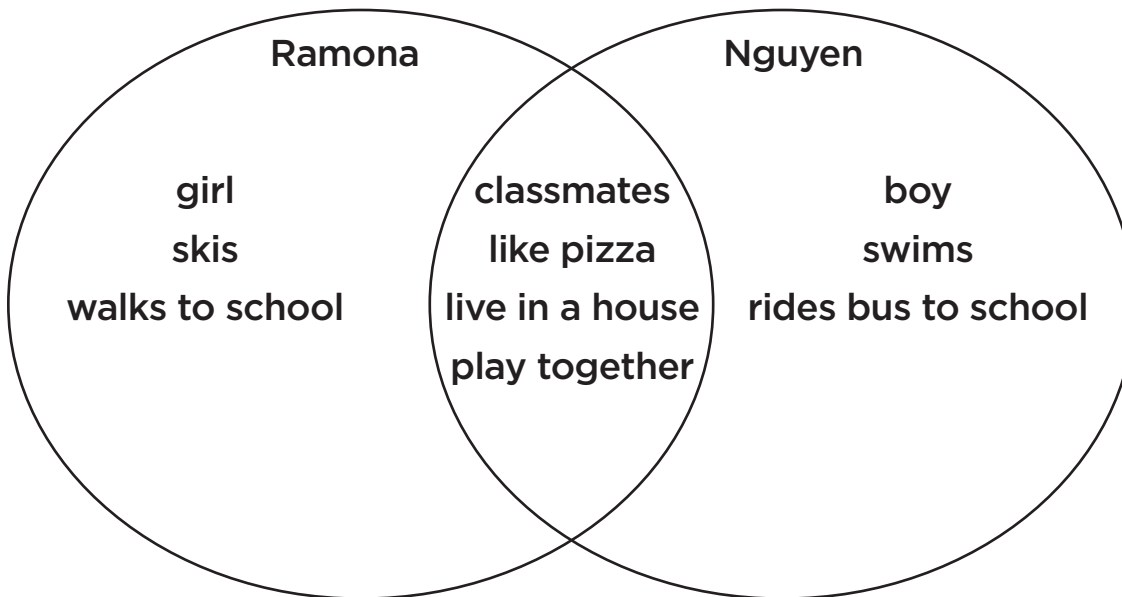 Ramona
Nguyen
girl
skis
walks to school
classmates
like pizza
live in a house
play together
boy
swims
rides bus to school